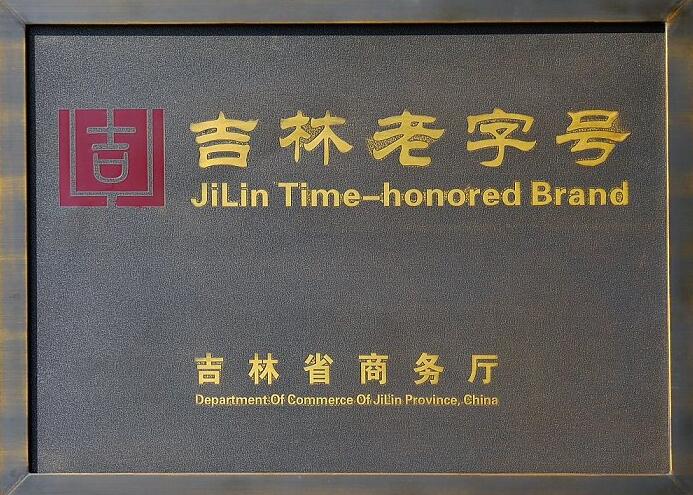 吉
吉林老字号
JiLin Time-honored Brand
吉林省商务厅
Department Of Commerce Of JiLin Province, China